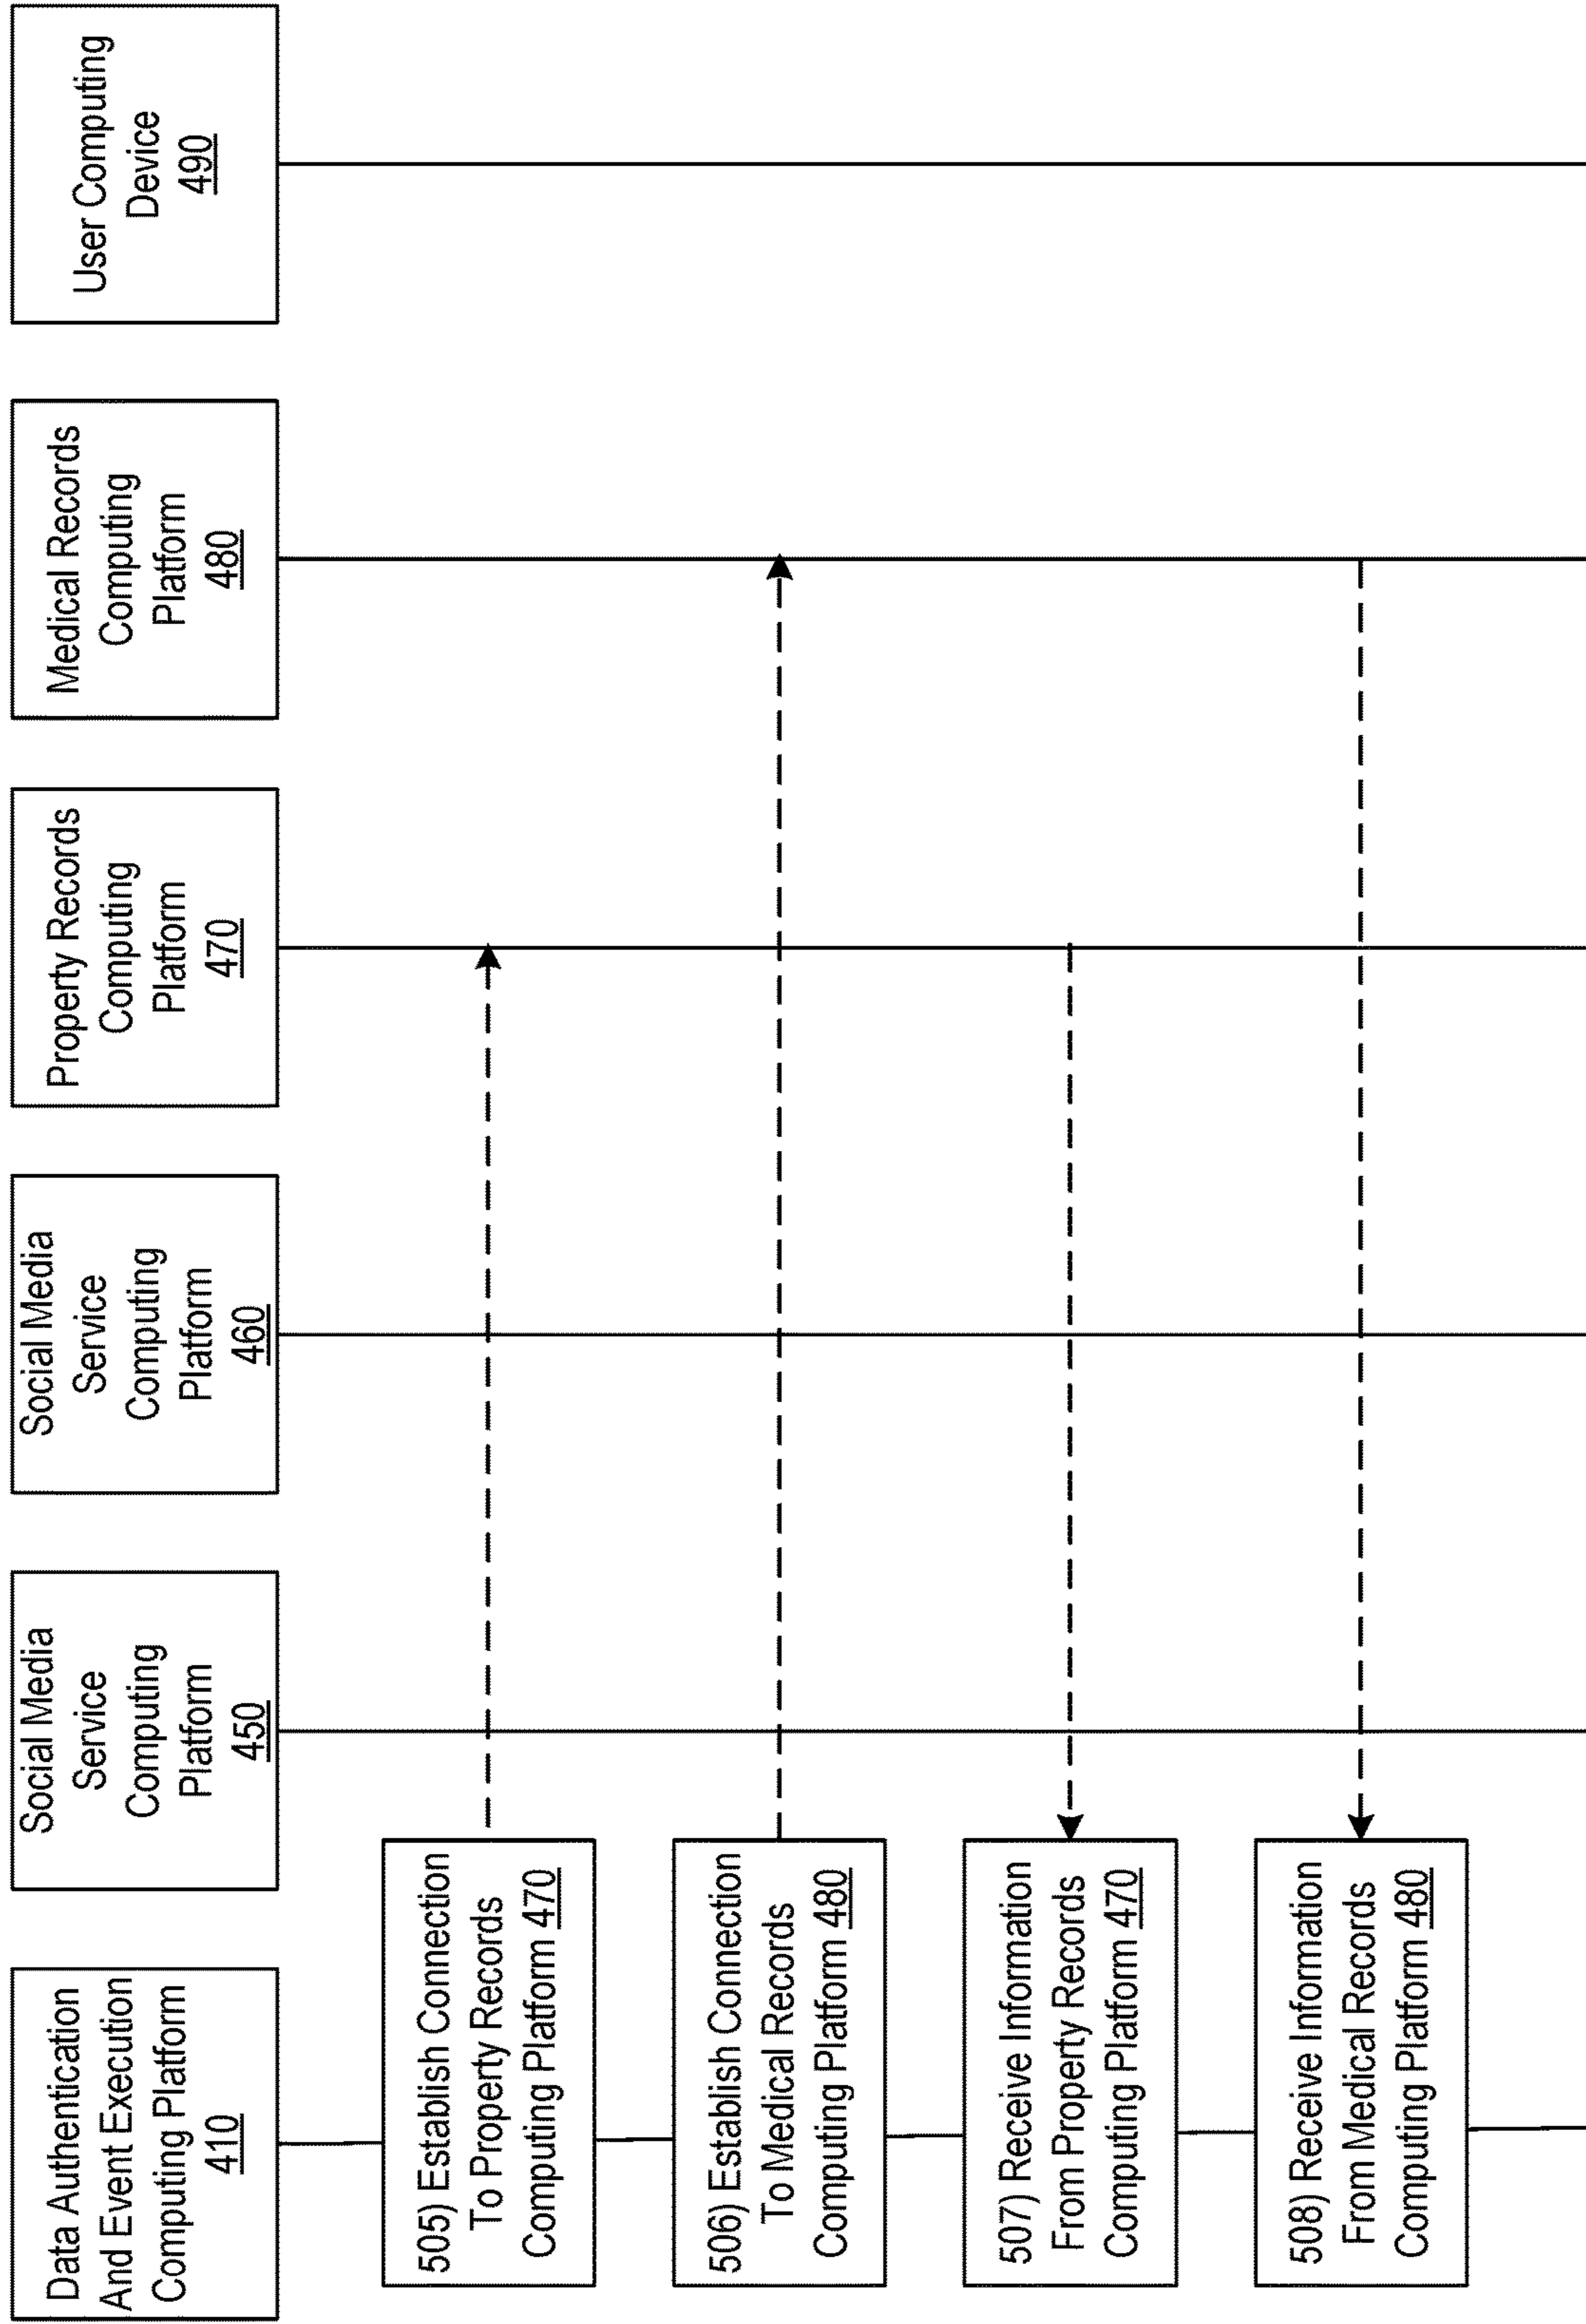 Data Authentication
And Event Execution
Computing Platform
410
Social Media
Service
Computing
Platform
450
Social Media
Service
Computing
Platform
460
Property Records
Computing
Platform
470
Medical Records
Computing
Platform
480
User Computing
Device
490
505) Establish Connection
To Property Records
Computing Platform 470
506) Establish Connection
To Medical Records
Computing Platform 480
507) Receive Information
From Property Records
Computing Platform 470
508) Receive Information
From Medical Records
Computing Platform 480